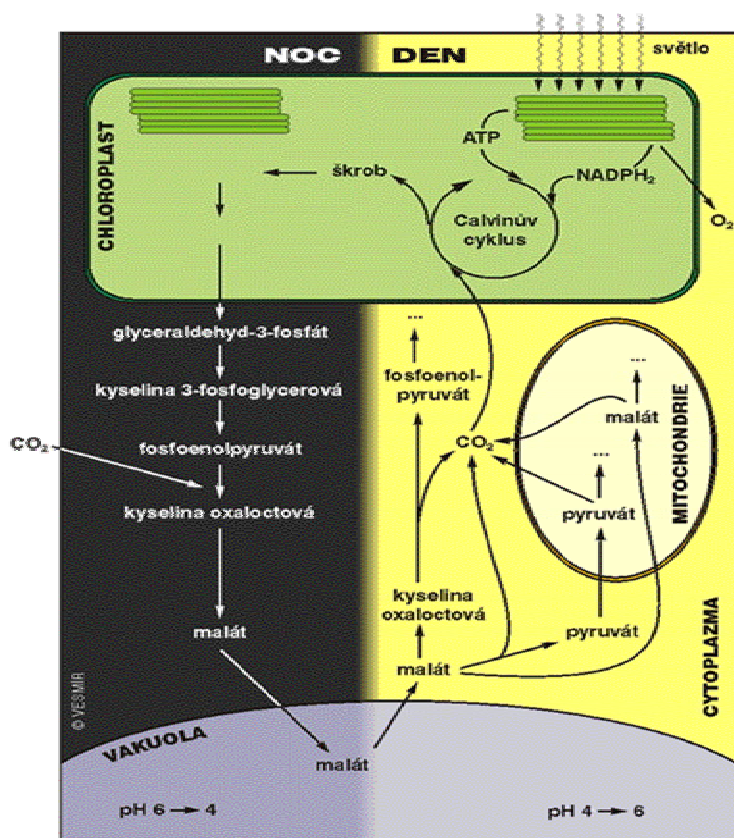 NOC DEN
světlo
CHLOROPLAST
ATP
NADPH₂
škrob
Calvinův
cyklus
O₂
glyceraldehyd-3-fosfát
kyselina 3-fosfoglycerová
CO₂
fosfoenolpyruvát
kyselina oxaloctová
malát
...
fosfoenol-
pyruvát
CO₂
kyselina
oxaloctová
malát
...
malát
...
pyruvát
MITOCHONDRIE
pyruvát
CYTOPLAZMA
© VESMÍR
VAKUOLA
malát
pH 6 → 4
pH 4 → 6